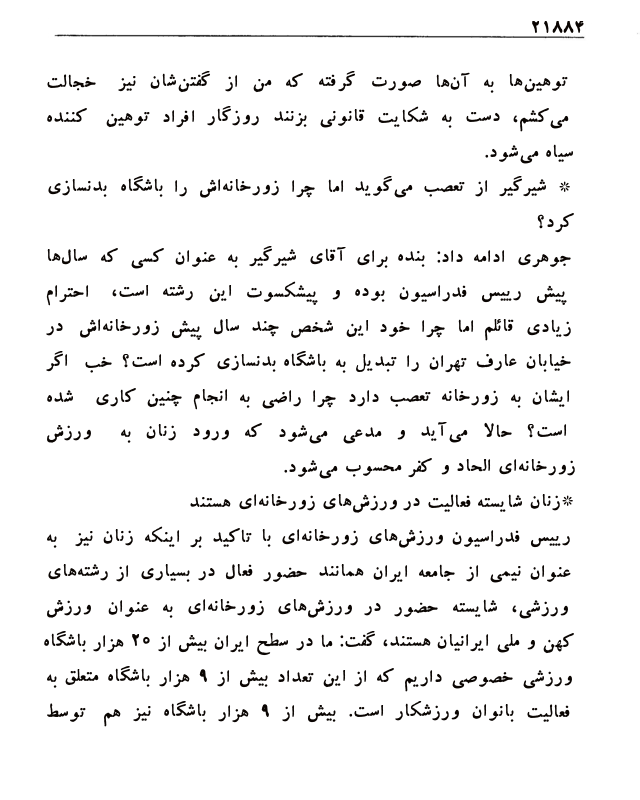 ۲۱۸۸۴
توهین‌ها به آن‌ها صورت گرفته که من از گفتن‌شان نیز خجالت
می‌کشم، دست به شکایت قانونی بزنند روزگار افراد توهین کننده
سیاه می‌شود.
* شیرگیر از تعصب می‌گوید اما چرا زورخانه‌اش را باشگاه بدنسازی
کرد؟
جوهری ادامه داد: بنده برای آقای شیرگیر به عنوان کسی که سال‌ها
پیش رییس فدراسیون بوده و پیشکسوت این رشته است، احترام
زیادی قائلم اما چرا خود این شخص چند سال پیش زورخانه‌اش در
خیابان عارف تهران را تبدیل به باشگاه بدنسازی کرده است؟ خب اگر
ایشان به زورخانه تعصب دارد چرا راضی به انجام چنین کاری شده
است؟ حالا می‌آید و مدعی می‌شود که ورود زنان به ورزش
زورخانه‌ای الحاد و کفر محسوب می‌شود.
*زنان شایسته فعالیت در ورزش‌های زورخانه‌ای هستند
رییس فدراسیون ورزش‌های زورخانه‌ای با تاکید بر اینکه زنان نیز به
عنوان نیمی از جامعه ایران همانند حضور فعال در بسیاری از رشته‌های
ورزشی، شایسته حضور در ورزش‌های زورخانه‌ای به عنوان ورزش
کهن و ملی ایرانیان هستند، گفت: ما در سطح ایران بیش از ۲۵ هزار باشگاه
ورزشی خصوصی داریم که از این تعداد بیش از ۹ هزار باشگاه متعلق به
فعالیت بانوان ورزشکار است. بیش از ۹ هزار باشگاه نیز هم توسط